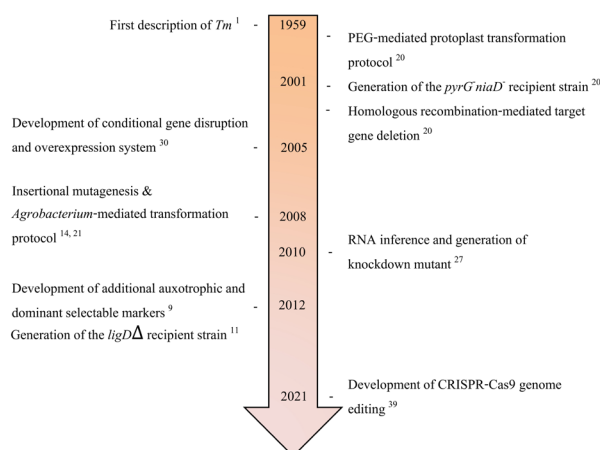 First description of Tm 1
1959
PEG-mediated protoplast transformation
protocol 20
2001
Generation of the pyrG-niaD- recipient strain 20
Homologous recombination-mediated target
gene deletion 20
Development of conditional gene disruption
and overexpression system 30
2005
Insertional mutagenesis &
Agrobacterium-mediated transformation
protocol 14, 21
2008
2010
RNA inference and generation of
knockdown mutant 27
Development of additional auxotrophic and
dominant selectable markers 9
2012
Generation of the ligDΔ recipient strain 11
2021
Development of CRISPR-Cas9 genome
editing 39